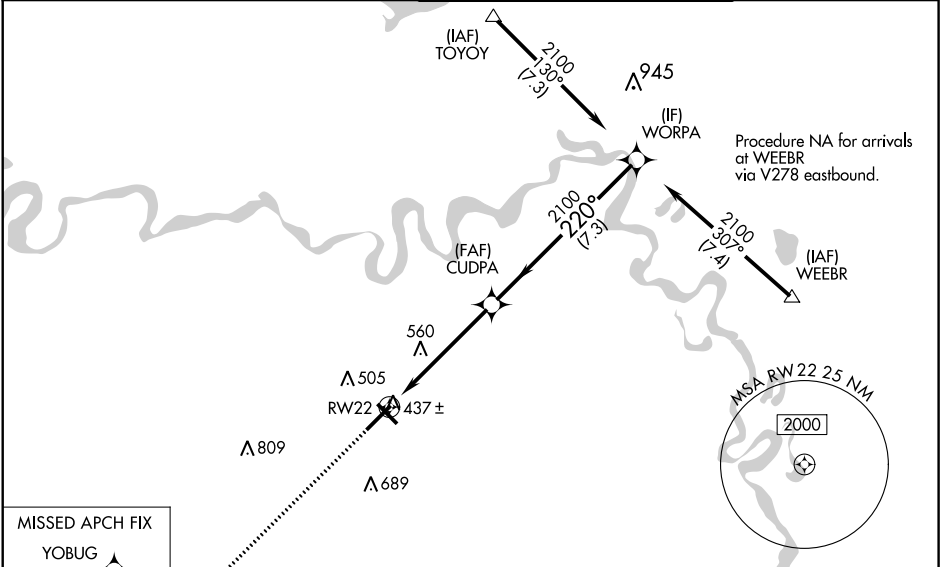 (IAF)
TOYOY
2100
130°
(7.3)
945
(IF)
WORPA
Procedure NA for arrivals
at WEEBR
via V278 eastbound.
2100
220°
(7.3)
2100
307°
(7.4)
(IAF)
WEEBR
(FAF)
CUDPA
560
505
RW22
437 ±
809
689
MSA RW22 25 NM
2000
MISSED APCH FIX
YOBUG